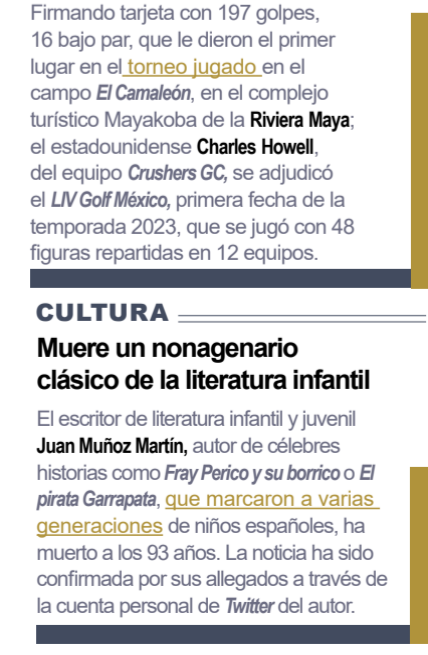 Firmando tarjeta con 197 golpes,
16 bajo par, que le dieron el primer
lugar en el torneo jugado en el
campo El Camaleón, en el complejo
turístico Mayakoba de la Riviera Maya;
el estadounidense Charles Howell,
del equipo Crushers GC, se adjudicó
el LIV Golf México, primera fecha de la
temporada 2023, que se jugó con 48
figuras repartidas en 12 equipos.
CULTURA
Muere un nonagenario
clásico de la literatura infantil
El escritor de literatura infantil y juvenil
Juan Muñoz Martín, autor de célebres
historias como Fray Perico y su borrico o El
pirata Garrapata, que marcaron a varias
generaciones de niños españoles, ha
muerto a los 93 años. La noticia ha sido
confirmada por sus allegados a través de
la cuenta personal de Twitter del autor.